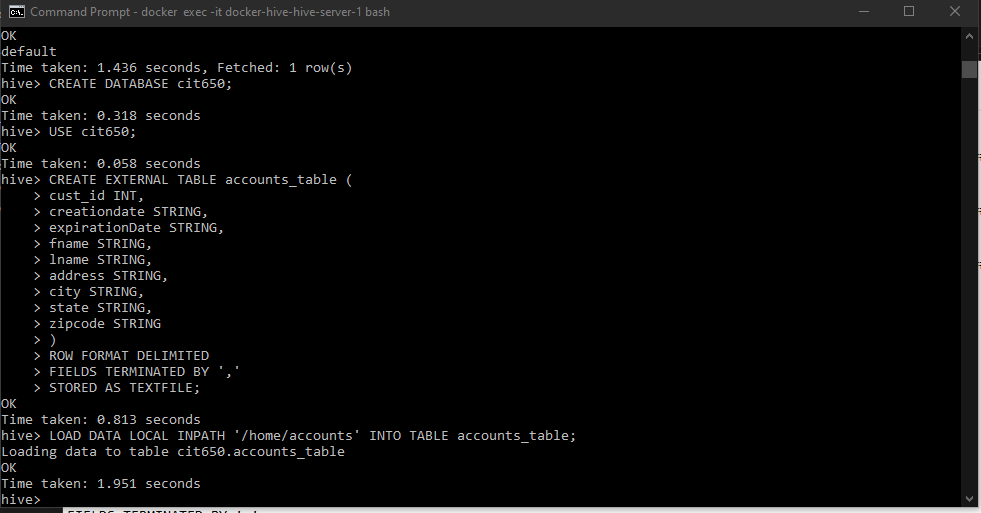 Command Prompt - docker exec -it docker-hive-hive-server-1 bash
OK
default
Time taken: 1.436 seconds, Fetched: 1 row(s)
hive> CREATE DATABASE cit650;
OK
Time taken: 0.318 seconds
hive> USE cit650;
OK
Time taken: 0.058 seconds
hive> CREATE EXTERNAL TABLE accounts_table (
    > cust_id INT,
    > creationdate STRING,
    > expirationDate STRING,
    > fname STRING,
    > lname STRING,
    > address STRING,
    > city STRING,
    > state STRING,
    > zipcode STRING
    > )
    > ROW FORMAT DELIMITED
    > FIELDS TERMINATED BY ','
    > STORED AS TEXTFILE;
OK
Time taken: 0.813 seconds
hive> LOAD DATA LOCAL INPATH '/home/accounts' INTO TABLE accounts_table;
Loading data to table cit650.accounts_table
OK
Time taken: 1.951 seconds
hive>